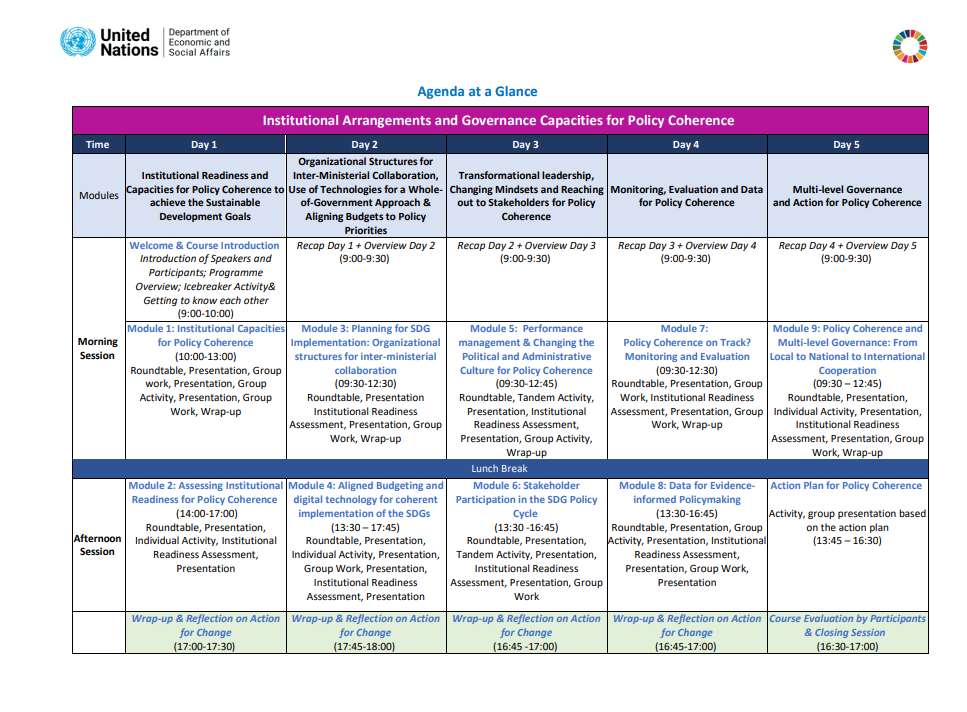 United
Nations
Department of
Economic and
Social Affairs
Agenda at a Glance
Institutional Arrangements and Governance Capacities for Policy Coherence
Time
Day 1
Day 2
Day 3
Day 4
Day 5
Modules
Institutional Readiness and
Capacities for Policy Coherence to
achieve the Sustainable
Development Goals
Organizational Structures for
Inter-Ministerial Collaboration,
Use of Technologies for a Whole-
of-Government Approach &
Aligning Budgets to Policy
Priorities
Transformational leadership,
Changing Mindsets and Reaching
out to Stakeholders for Policy
Coherence
Monitoring, Evaluation and Data
for Policy Coherence
Multi-level Governance
and Action for Policy Coherence
Morning
Session
Welcome & Course Introduction
Introduction of Speakers and
Participants; Programme
Overview; Icebreaker Activity&
Getting to know each other
(9:00-10:00)
Recap Day 1 + Overview Day 2
(9:00-9:30)
Recap Day 2 + Overview Day 3
(9:00-9:30)
Recap Day 3 + Overview Day 4
(9:00-9:30)
Recap Day 4 + Overview Day 5
(9:00-9:30)
Module 1: Institutional Capacities
for Policy Coherence
(10:00-13:00)
Roundtable, Presentation, Group
work, Presentation, Group
Activity, Presentation, Group
Work, Wrap-up
Module 3: Planning for SDG
Implementation: Organizational
structures for inter-ministerial
collaboration
(09:30-12:30)
Roundtable, Presentation
Institutional Readiness
Assessment, Presentation, Group
Work, Wrap-up
Module 5: Performance
management & Changing the
Political and Administrative
Culture for Policy Coherence
(09:30-12:45)
Roundtable, Tandem Activity,
Presentation, Institutional
Readiness Assessment,
Presentation, Group Activity,
Wrap-up
Module 7:
Policy Coherence on Track?
Monitoring and Evaluation
(09:30-12:30)
Roundtable, Presentation, Group
Work, Institutional Readiness
Assessment, Presentation, Group
Work, Wrap-up
Module 9: Policy Coherence and
Multi-level Governance: From
Local to National to International
Cooperation
(09:30 – 12:45)
Roundtable, Presentation,
Individual Activity, Presentation,
Institutional Readiness
Assessment, Presentation, Group
Work, Wrap-up
Lunch Break
Afternoon
Session
Module 2: Assessing Institutional
Readiness for Policy Coherence
(14:00-17:00)
Roundtable, Presentation,
Individual Activity, Institutional
Readiness Assessment,
Presentation
Module 4: Aligned Budgeting and
digital technology for coherent
implementation of the SDGs
(13:30 – 17:45)
Roundtable, Presentation,
Individual Activity, Presentation,
Group Work, Presentation,
Institutional Readiness
Assessment, Presentation
Module 6: Stakeholder
Participation in the SDG Policy
Cycle
(13:30 -16:45)
Roundtable, Presentation,
Tandem Activity, Presentation,
Institutional Readiness
Assessment, Presentation, Group
Work
Module 8: Data for Evidence-
informed Policymaking
(13:30-16:45)
Roundtable, Presentation, Group
Activity, Presentation, Institutional
Readiness Assessment,
Presentation, Group Work,
Presentation
Action Plan for Policy Coherence
Activity, group presentation based
on the action plan
(13:45 – 16:30)
Wrap-up & Reflection on Action
for Change
(17:00-17:30)
Wrap-up & Reflection on Action
for Change
(17:45-18:00)
Wrap-up & Reflection on Action
for Change
(16:45 -17:00)
Wrap-up & Reflection on Action
for Change
(16:45-17:00)
Course Evaluation by Participants
& Closing Session
(16:30-17:00)